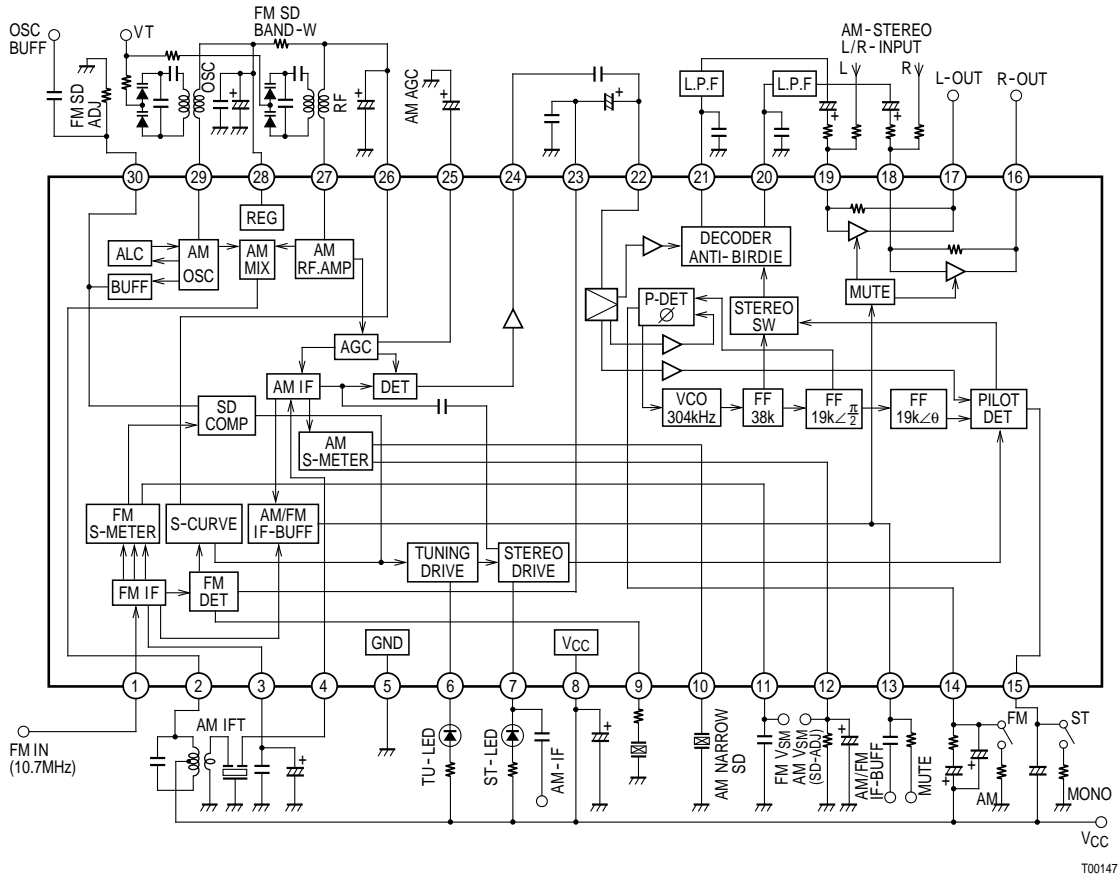 OSC
BUFF
VT
FM SD
BAND-W
FM SD
ADJ
OSC
RF
AM AGC
L.P.F
L.P.F
AM-STEREO
L/R-INPUT
L
R
L-OUT
R-OUT
+
+
+
+
+
+
+
30
29
28
27
26
25
24
23
22
21
20
19
18
17
16
REG
ALC
AM
OSC
AM
MIX
AM
RF.AMP
BUFF
DECODER
ANTI-BIRDIE
P-DET
Ø
STEREO
SW
MUTE
AGC
AM IF
DET
SD
COMP
AM
S-METER
VCO
304kHz
FF
38k
FF
19k∠π/2
FF
19k∠θ
PILOT
DET
FM
S-METER
S-CURVE
AM/FM
IF-BUFF
TUNING
DRIVE
STEREO
DRIVE
FM IF
FM
DET
GND
VCC
1
2
3
4
5
6
7
8
9
10
11
12
13
14
15
FM IN
(10.7MHz)
AM IFT
+
TU-LED
ST-LED
AM-IF
+
AM NARROW
SD
FM VSM
AM VSM
(SD-ADJ)
+
AM/FM
IF-BUFF
MUTE
+
+
FM
AM
ST
MONO
VCC
T00147